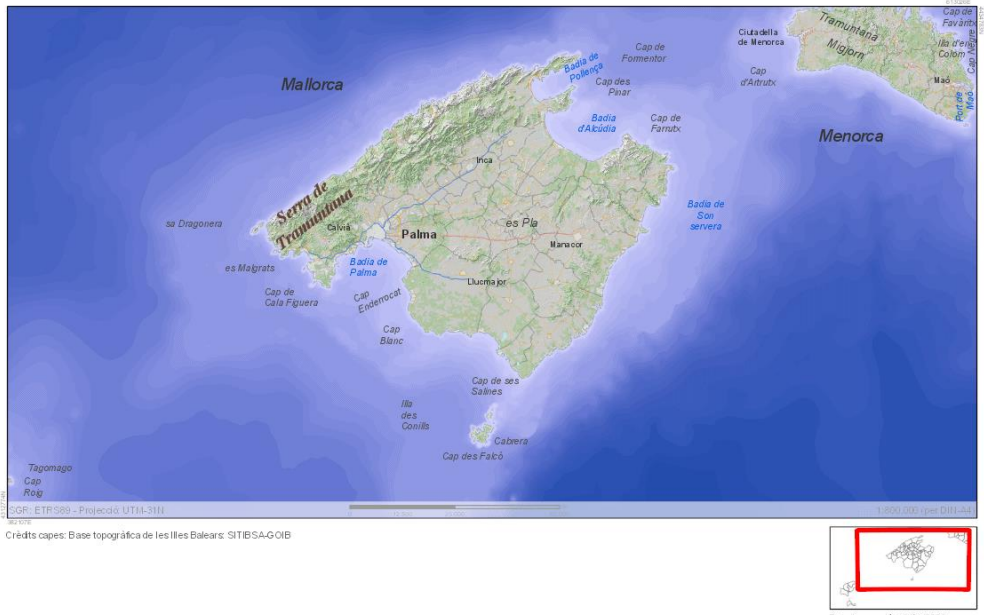 Cap de
Favàritx
Tramuntana
Ciutadella
de Menorca
Migjorn
Illa d'en
Colom
Cap Negre
Cap de
Formentor
Badia de
Pollença
Cap
d'Artrutx
Maó
Port de
Maó
Mallorca
Cap des
Pinar
Badia
d'Alcúdia
Cap de
Farrutx
Menorca
Inca
Serra de
Tramuntana
sa Dragonera
Calvià
Palma
es Pla
Manacor
Badia de
Son
servera
es Malgrats
Badia de
Palma
Llucmajor
Cap de
Cala Figuera
Cap
Enderrocat
Cap
Blanc
Cap de ses
Salines
Illa
des
Conills
Cabrera
Cap des Falcó
Tagomago
Cap
Roig
SGR: ETRS89 - Projecció: UTM-31N
1:800.000 (per DIN-A4)
Crèdits capes: Base topogràfica de les Illes Balears: SITIBSA-GOIB